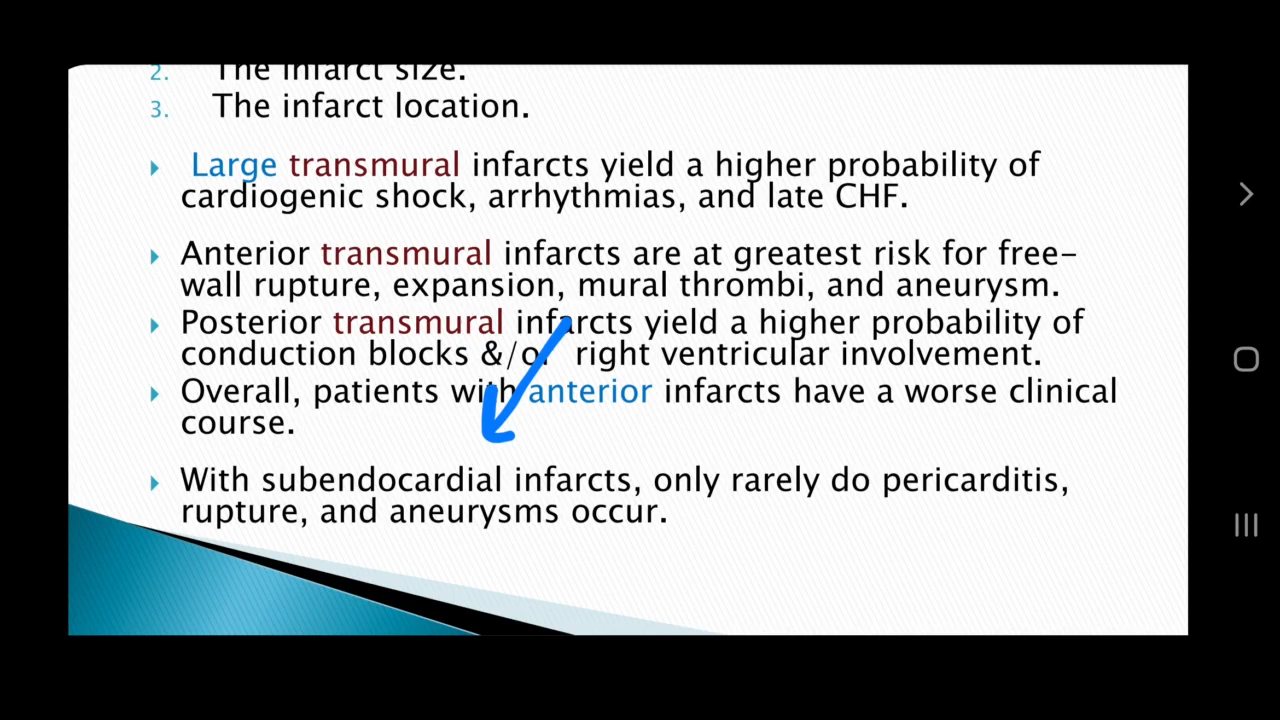 2. The infarct size.
3. The infarct location.
Large transmural infarcts yield a higher probability of
cardiogenic shock, arrhythmias, and late CHF.
Anterior transmural infarcts are at greatest risk for free-
wall rupture, expansion, mural thrombi, and aneurysm.
Posterior transmural infarcts yield a higher probability of
conduction blocks &/or right ventricular involvement.
Overall, patients with anterior infarcts have a worse clinical
course.
With subendocardial infarcts, only rarely do pericarditis,
rupture, and aneurysms occur.